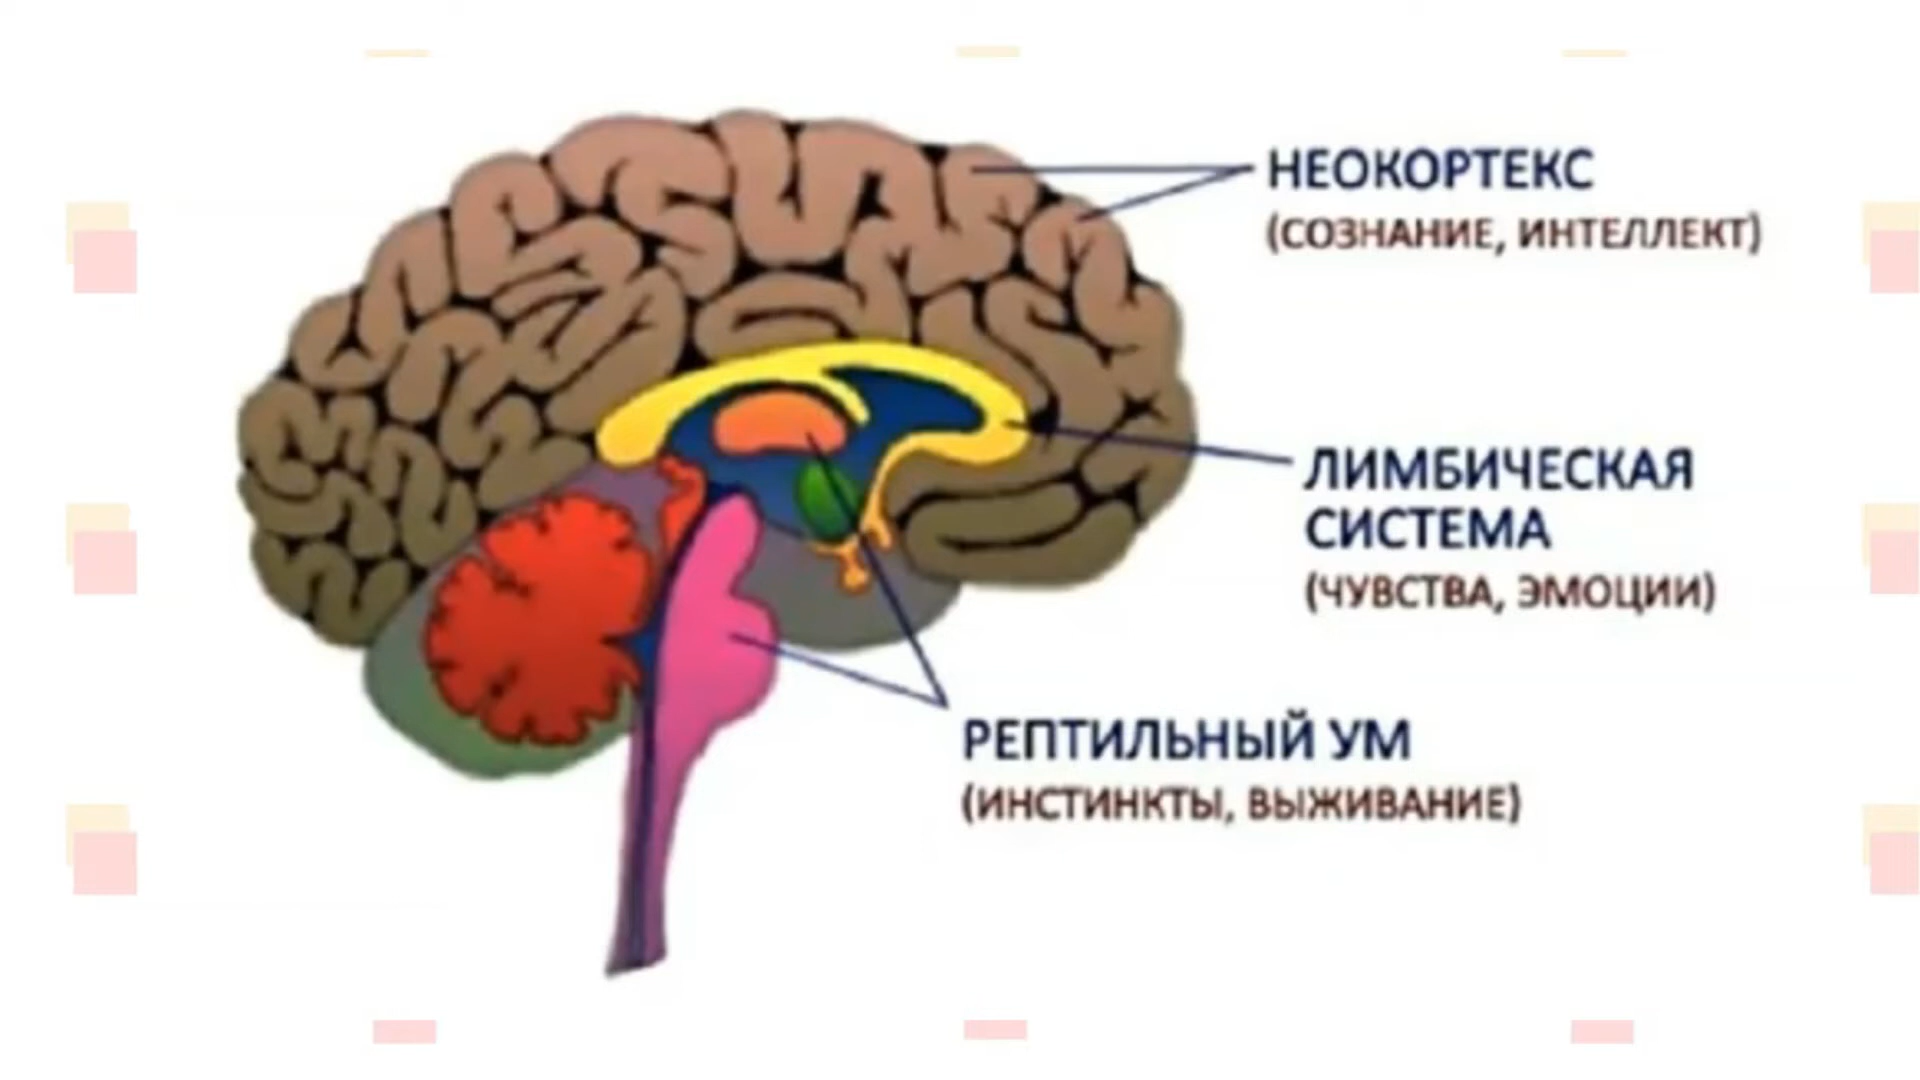 НЕОКОРТЕКС
(СОЗНАНИЕ, ИНТЕЛЛЕКТ)
ЛИМБИЧЕСКАЯ
СИСТЕМА
(ЧУВСТВА, ЭМОЦИИ)
РЕПТИЛЬНЫЙ УМ
(ИНСТИНКТЫ, ВЫЖИВАНИЕ)